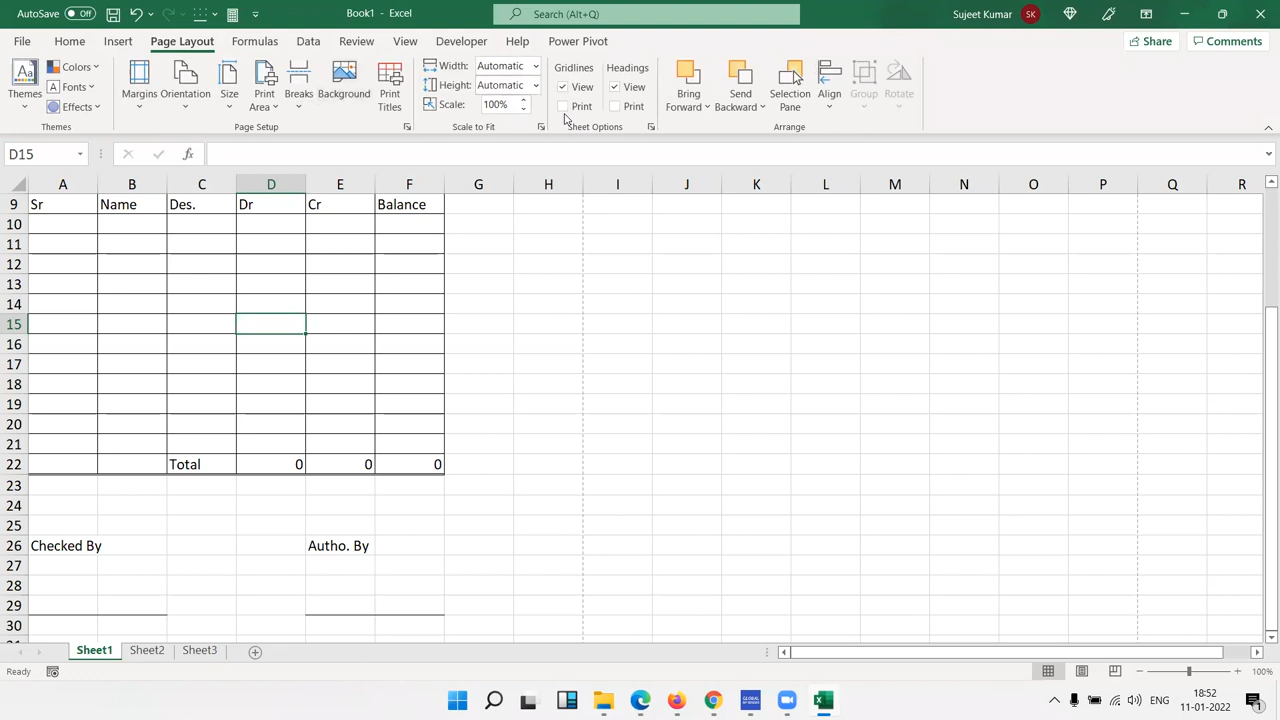 AutoSave Off
Book1 - Excel
Search (Alt+Q)
Sujeet Kumar SK
File Home Insert Page Layout Formulas Data Review View Developer Help Power Pivot
Share Comments
Themes Colors Fonts Effects
Margins Orientation Size Print Area Breaks Background Print Titles
Width: Automatic
Height: Automatic
Scale: 100%
Gridlines View Print
Headings View Print
Bring Forward Send Backward Selection Pane Align Group Rotate
Themes Page Setup Scale to Fit Sheet Options Arrange
D15 fx
A B C D E F G H I J K L M N O P Q R
9 Sr Name Des. Dr Cr Balance
10
11
12
13
14
15
16
17
18
19
20
21
22 Total 0 0 0
23
24
25
26 Checked By Autho. By
27
28
29
30
Sheet1 Sheet2 Sheet3
Ready 100%
GLOBAL
ENG 18:52
11-01-2022 1